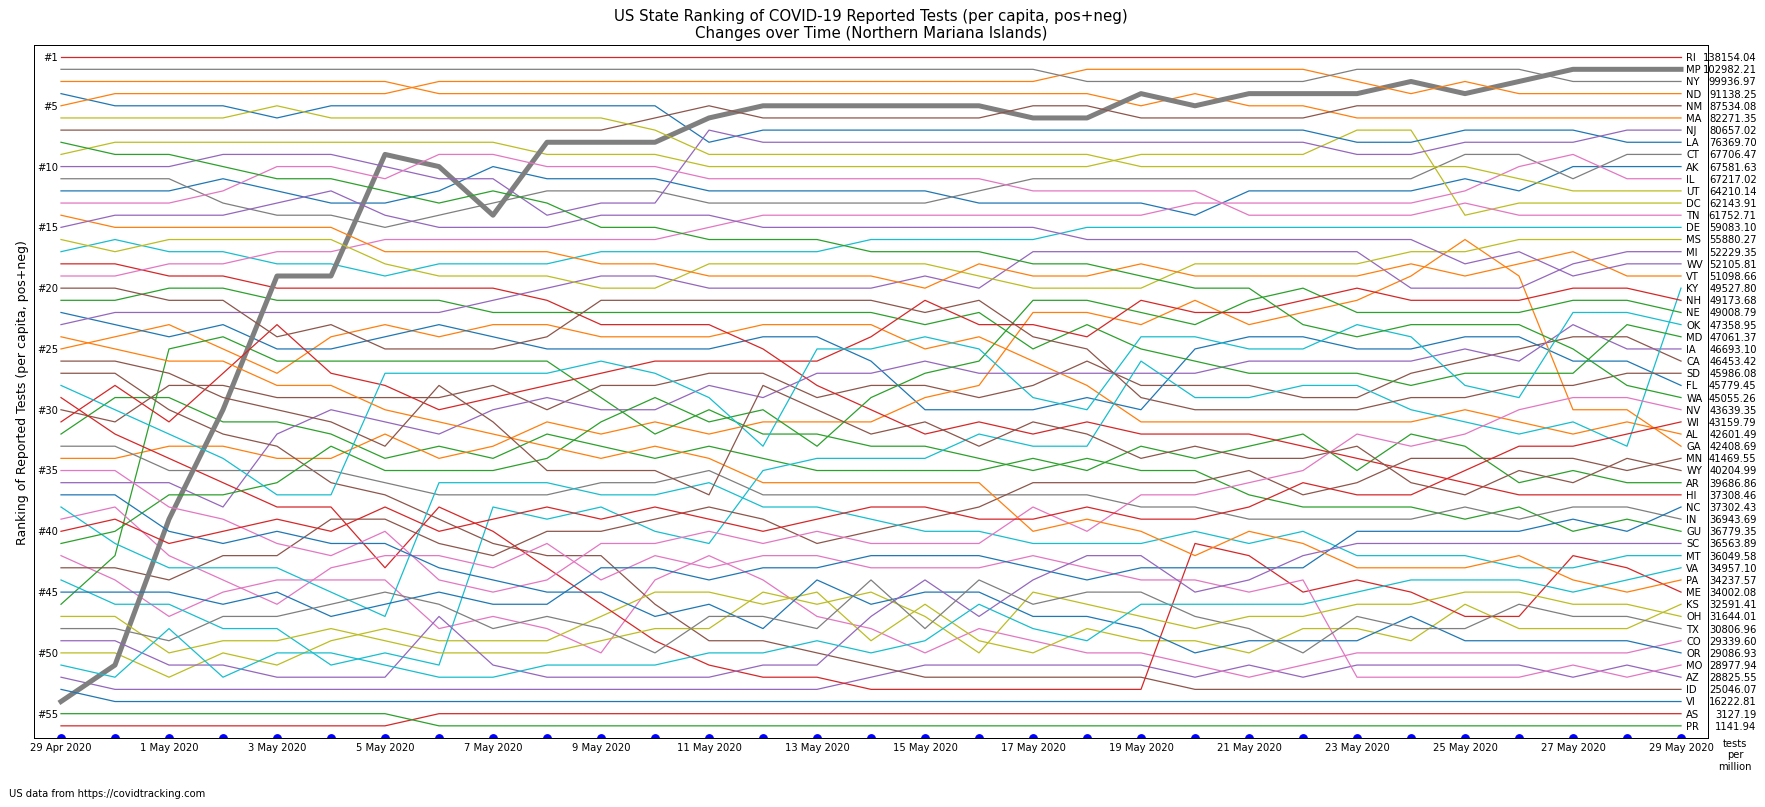 US State Ranking of COVID-19 Reported Tests (per capita, pos+neg)
Changes over Time (Northern Mariana Islands)
Ranking of Reported Tests (per capita, pos+neg)
#1
#5
#10
#15
#20
#25
#30
#35
#40
#45
#50
#55
RI 138154.04
MP 102982.21
NY 99936.97
ND 91138.25
NM 87534.08
MA 82271.35
NJ 80657.02
LA 76369.70
CT 67706.47
AK 67581.63
IL 67217.02
UT 64210.14
DC 62143.91
TN 61752.71
DE 59083.10
MS 55880.27
MI 52229.35
WV 52105.81
VT 51098.66
KY 49527.80
NH 49173.68
NE 49008.79
OK 47358.95
MD 47061.37
IA 46693.10
CA 46453.42
SD 45986.08
FL 45779.45
WA 45055.26
NV 43639.35
WI 43159.79
AL 42601.49
GA 42408.69
MN 41469.55
WY 40204.99
AR 39686.86
HI 37308.46
NC 37302.43
IN 36943.69
GU 36779.35
SC 36563.89
MT 36049.58
VA 34957.10
PA 34237.57
ME 34002.08
KS 32591.41
OH 31644.01
TX 30806.96
CO 29339.60
OR 29086.93
MO 28977.94
AZ 28825.55
ID 25046.07
VI 16222.81
AS 3127.19
PR 1141.94
29 Apr 2020 1 May 2020 3 May 2020 5 May 2020 7 May 2020 9 May 2020 11 May 2020 13 May 2020 15 May 2020 17 May 2020 19 May 2020 21 May 2020 23 May 2020 25 May 2020 27 May 2020 29 May 2020
tests
per
million
US data from https://covidtracking.com